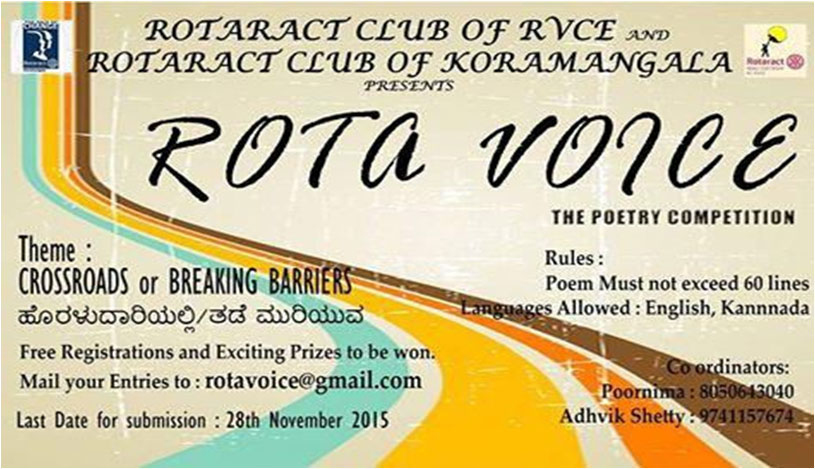 CHANGE
Rotaract
ROTARACT CLUB OF RVCE AND
ROTARACT CLUB OF KORAMANGALA
PRESENTS
Rotaract
ROTA VOICE
THE POETRY COMPETITION
Theme :
CROSSROADS or BREAKING BARRIERS
ಹೊರಳುದಾರಿಯಲ್ಲಿ/ತಡೆ ಮುರಿಯುವ
Free Registrations and Exciting Prizes to be won.
Mail your Entries to : rotavoice@gmail.com
Last Date for submission : 28th November 2015
Rules :
Poem Must not exceed 60 lines
Languages Allowed : English, Kannnada
Co ordinators:
Poornima : 8050643040
Adhvik Shetty : 9741157674